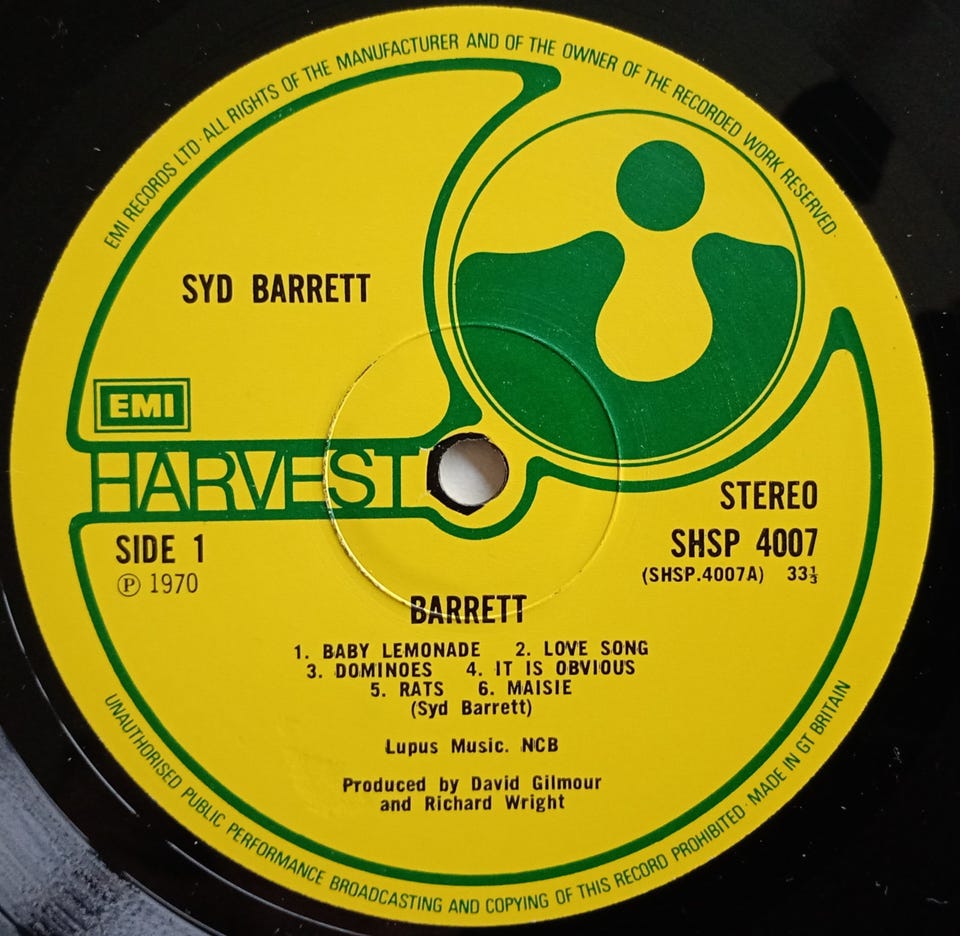 EMI RECORDS LTD · ALL RIGHTS OF THE MANUFACTURER AND OF THE OWNER OF THE RECORDED WORK RESERVED ·
SYD BARRETT
EMI
HARVEST
STEREO
SIDE 1
SHSP 4007
℗ 1970
(SHSP.4007A) 33⅓
BARRETT
1. BABY LEMONADE 2. LOVE SONG
3. DOMINOES 4. IT IS OBVIOUS
5. RATS 6. MAISIE
(Syd Barrett)
Lupus Music. NCB
Produced by David Gilmour
and Richard Wright
UNAUTHORISED PUBLIC PERFORMANCE BROADCASTING AND COPYING OF THIS RECORD PROHIBITED · MADE IN GT BRITAIN